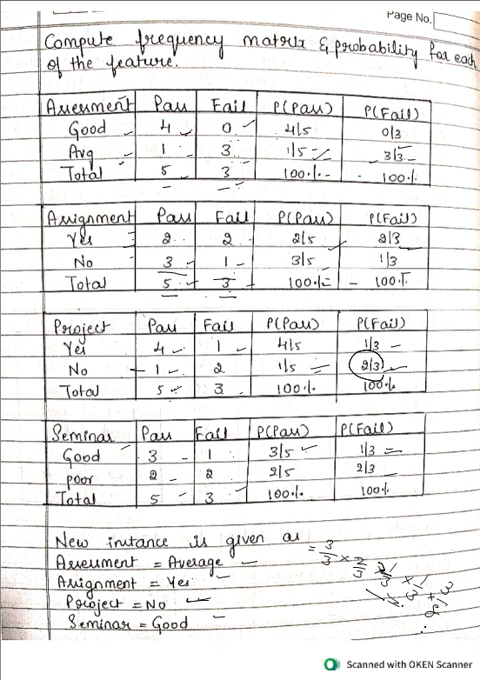 Page No.
Compute frequency matrix & probability for each
of the feature.
Assessment Pass Fail P(Pass) P(Fail)
Good 4 0 4/5 0/3
Avg 1 3 1/5 3/3
Total 5 3 100% 100%
Assignment Pass Fail P(Pass) P(Fail)
Yes 2 2 2/5 2/3
No 3 1 3/5 1/3
Total 5 3 100% 100%
Project Pass Fail P(Pass) P(Fail)
Yes 4 1 4/5 1/3
No 1 2 1/5 2/3
Total 5 3 100% 100%
Seminar Pass Fail P(Pass) P(Fail)
Good 3 1 3/5 1/3
poor 2 2 2/5 2/3
Total 5 3 100% 100%
New instance is given as
Assessment = Average
Assignment = Yes
Project = No
Seminar = Good
= 3/3 × 2/3
Scanned with OKEN Scanner